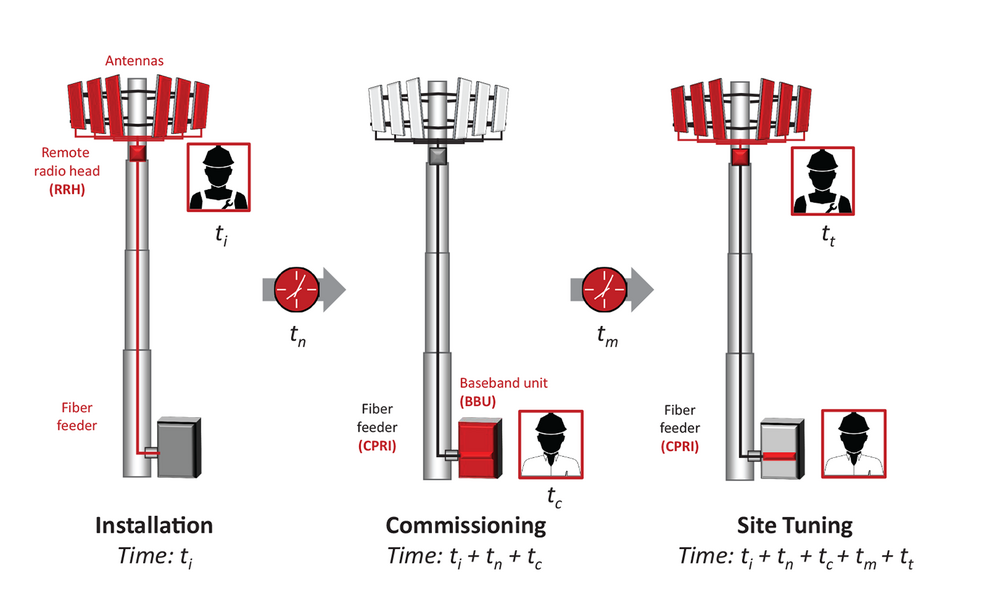 Antennas
Remote
radio head
(RRH)
t_i
Fiber
feeder
Installation
Time: t_i
t_n
Baseband unit
(BBU)
Fiber
feeder
(CPRI)
t_c
Commissioning
Time: t_i + t_n + t_c
t_m
t_t
Fiber
feeder
(CPRI)
Site Tuning
Time: t_i + t_n + t_c + t_m + t_t